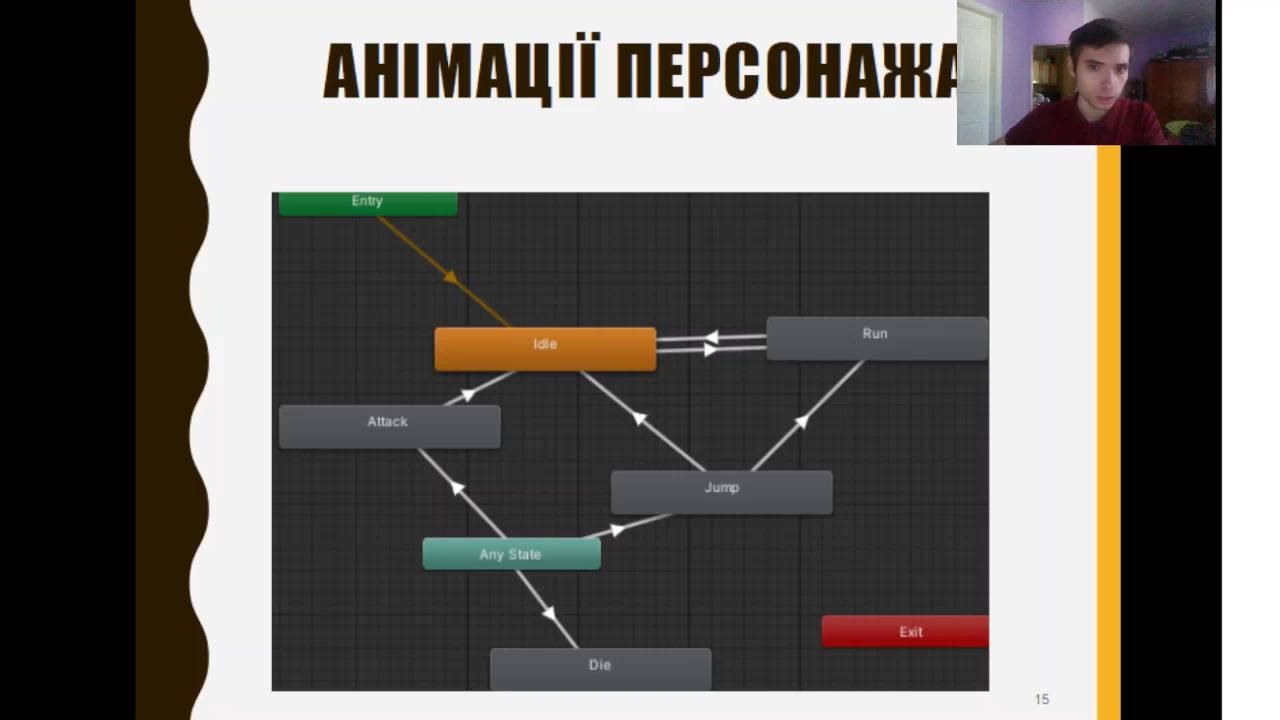 АНІМАЦІЇ ПЕРСОНАЖА
Entry
Idle
Run
Attack
Jump
Any State
Exit
Die
15